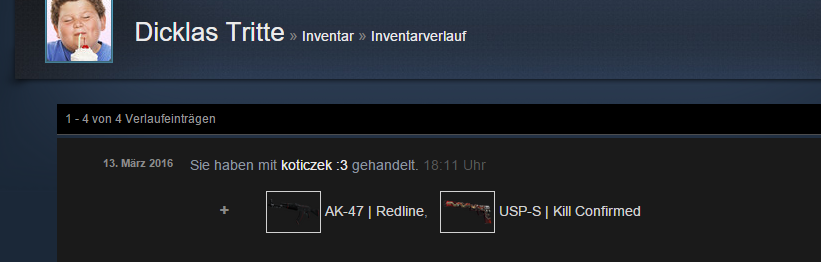 Dicklas Tritte » Inventar » Inventarverlauf
1 - 4 von 4 Verlaufeinträgen
13. März 2016 Sie haben mit koticzek :3 gehandelt. 18:11 Uhr
+ AK-47 | Redline, USP-S | Kill Confirmed